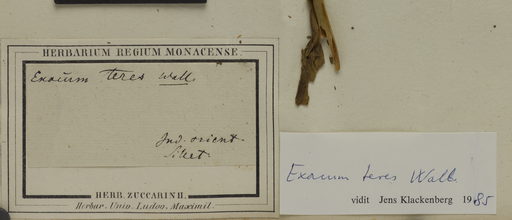 HERBARIUM REGIUM MONACENSE.
Exacum teres Wall.
Ind. orient.
Silhet.
HERB. ZUCCARINII.
Herbar. Univ. Ludov. Maximil.
Exacum teres Wall.
vidit Jens Klackenberg 1985